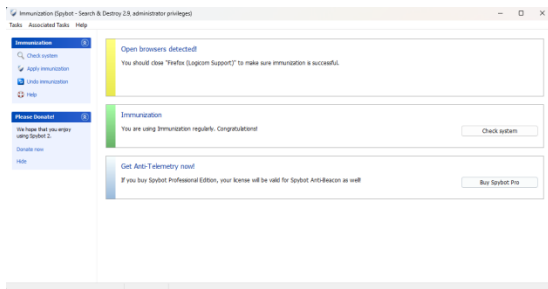 Immunization (Spybot - Search & Destroy 2.9, administrator privileges)
Tasks Associated Tasks Help
Immunization
Check system
Apply immunization
Undo immunization
Help
Please Donate!
We hope that you enjoy
using Spybot 2.
Donate now
Hide
Open browsers detected!
You should close "Firefox (Logicom Support)" to make sure immunization is successful.
Immunization
You are using Immunization regularly. Congratulations!
Check system
Get Anti-Telemetry now!
If you buy Spybot Professional Edition, your license will be valid for Spybot Anti-Beacon as well!
Buy Spybot Pro